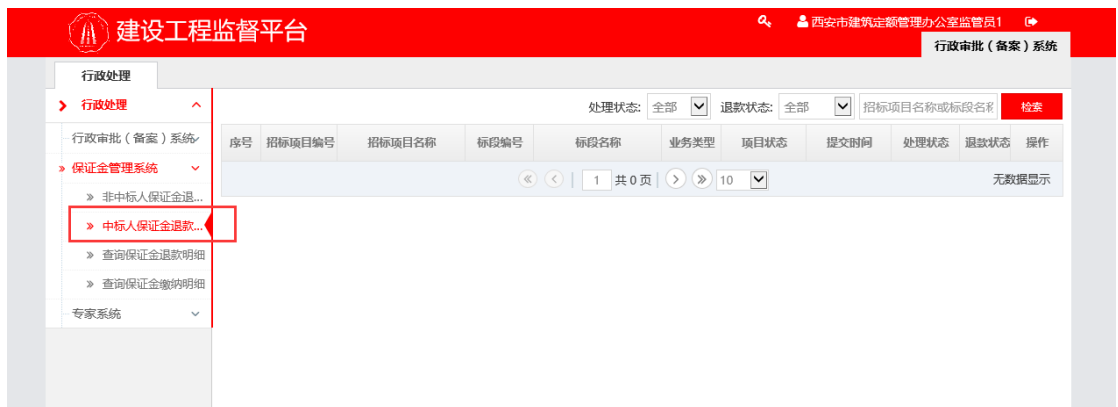 建设工程监督平台
西安市建筑定额管理办公室监管员1
行政审批（备案）系统
行政处理
行政处理
处理状态: 全部 退款状态: 全部 招标项目名称或标段名称 检索
行政审批（备案）系统
序号 招标项目编号 招标项目名称 标段编号 标段名称 业务类型 项目状态 提交时间 处理状态 退款状态 操作
保证金管理系统
1 共0页 10 无数据显示
非中标人保证金退...
中标人保证金退款...
查询保证金退款明细
查询保证金缴纳明细
专家系统